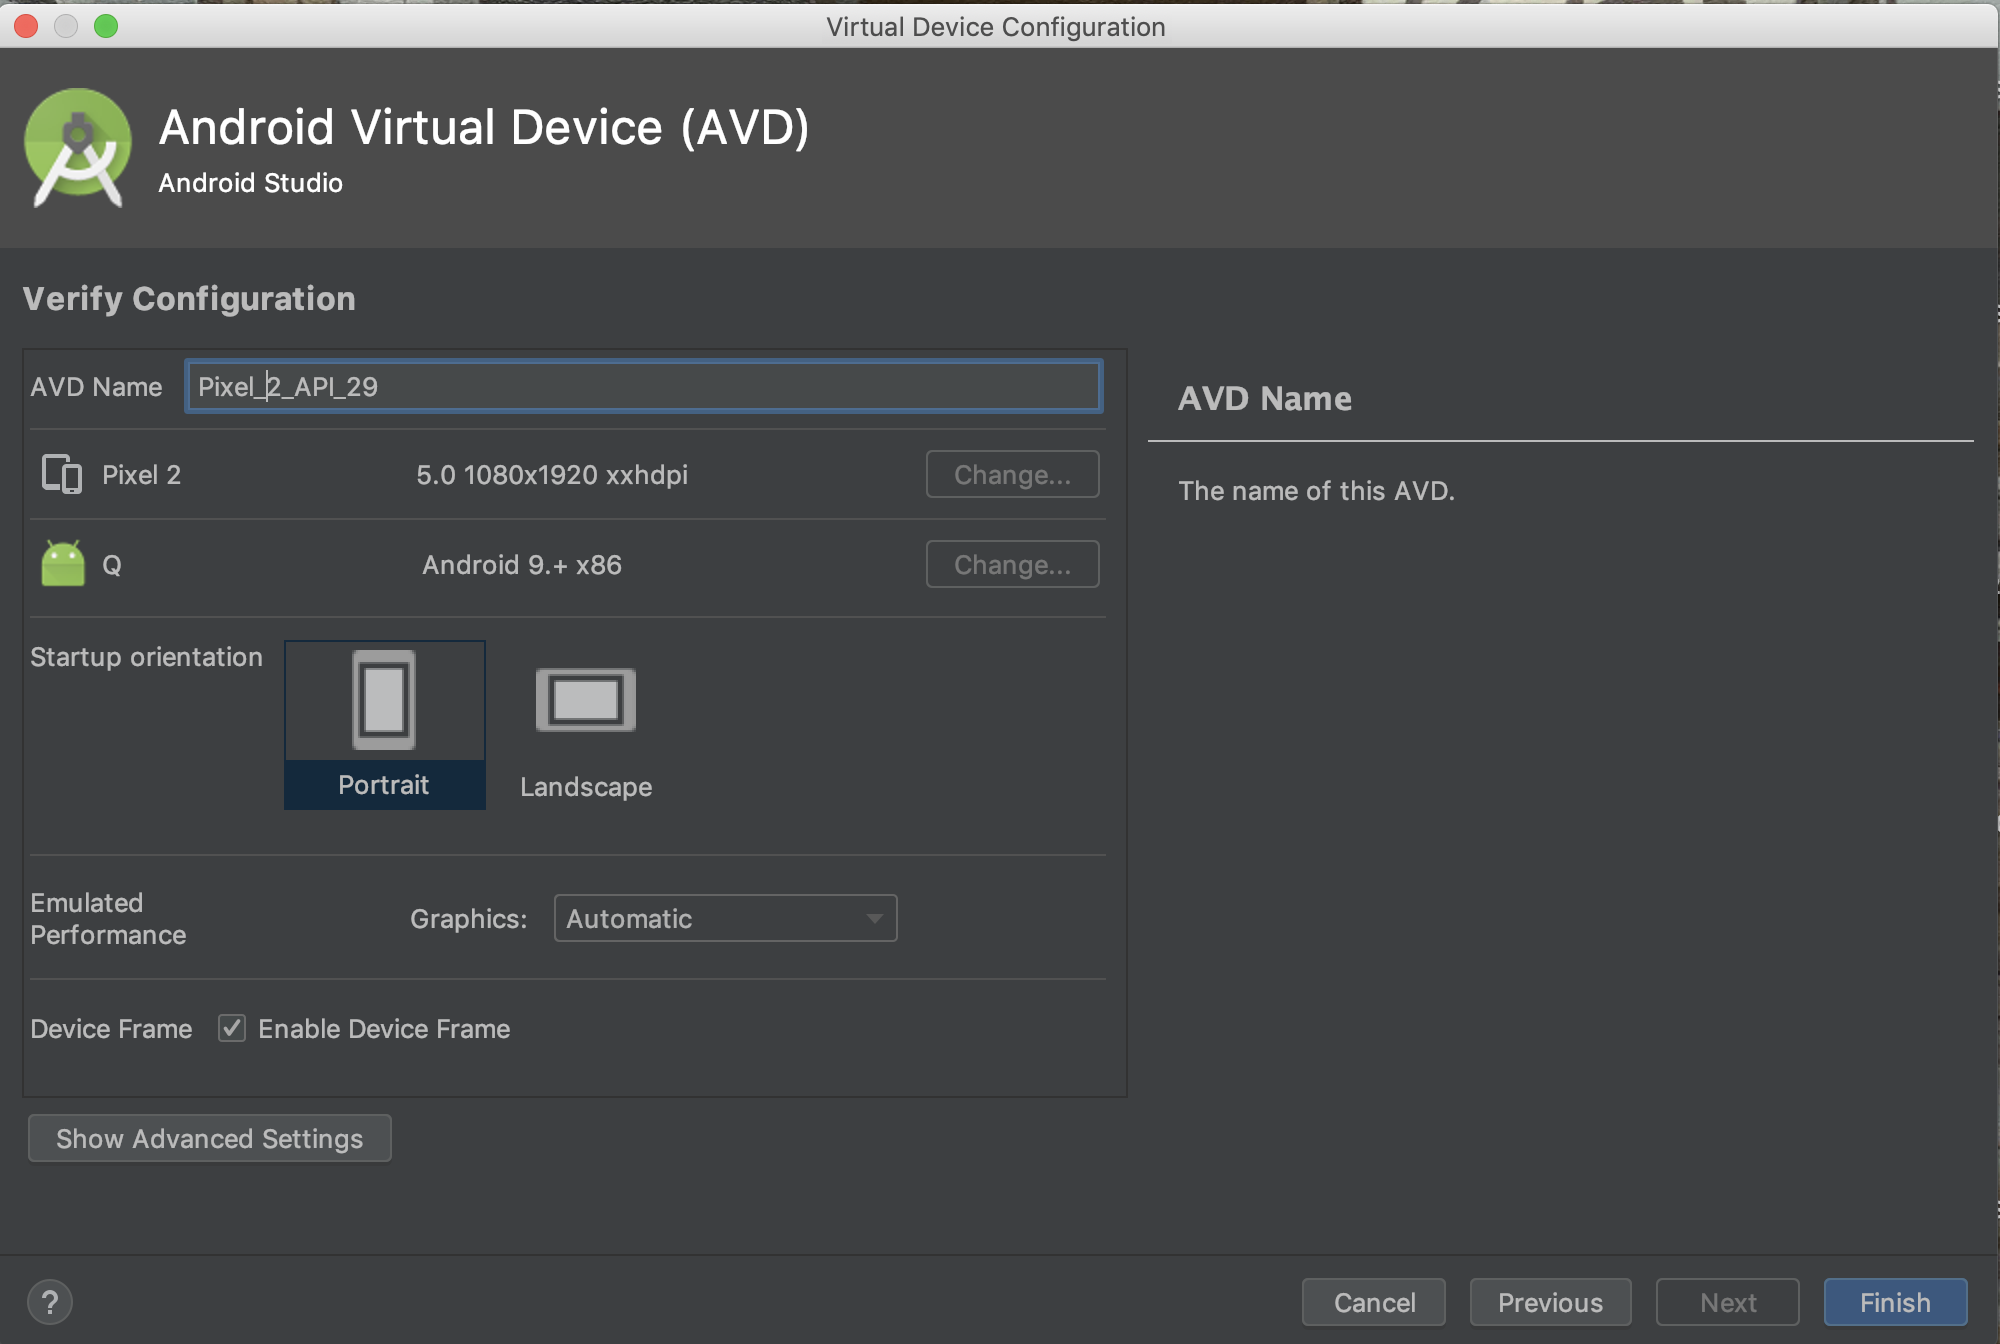 Virtual Device Configuration
Android Virtual Device (AVD)
Android Studio
Verify Configuration
AVD Name Pixel_2_API_29
Pixel 2 5.0 1080x1920 xxhdpi Change...
Q Android 9.+ x86 Change...
Startup orientation
Portrait Landscape
Emulated
Performance
Graphics: Automatic
Device Frame Enable Device Frame
Show Advanced Settings
AVD Name
The name of this AVD.
? Cancel Previous Next Finish